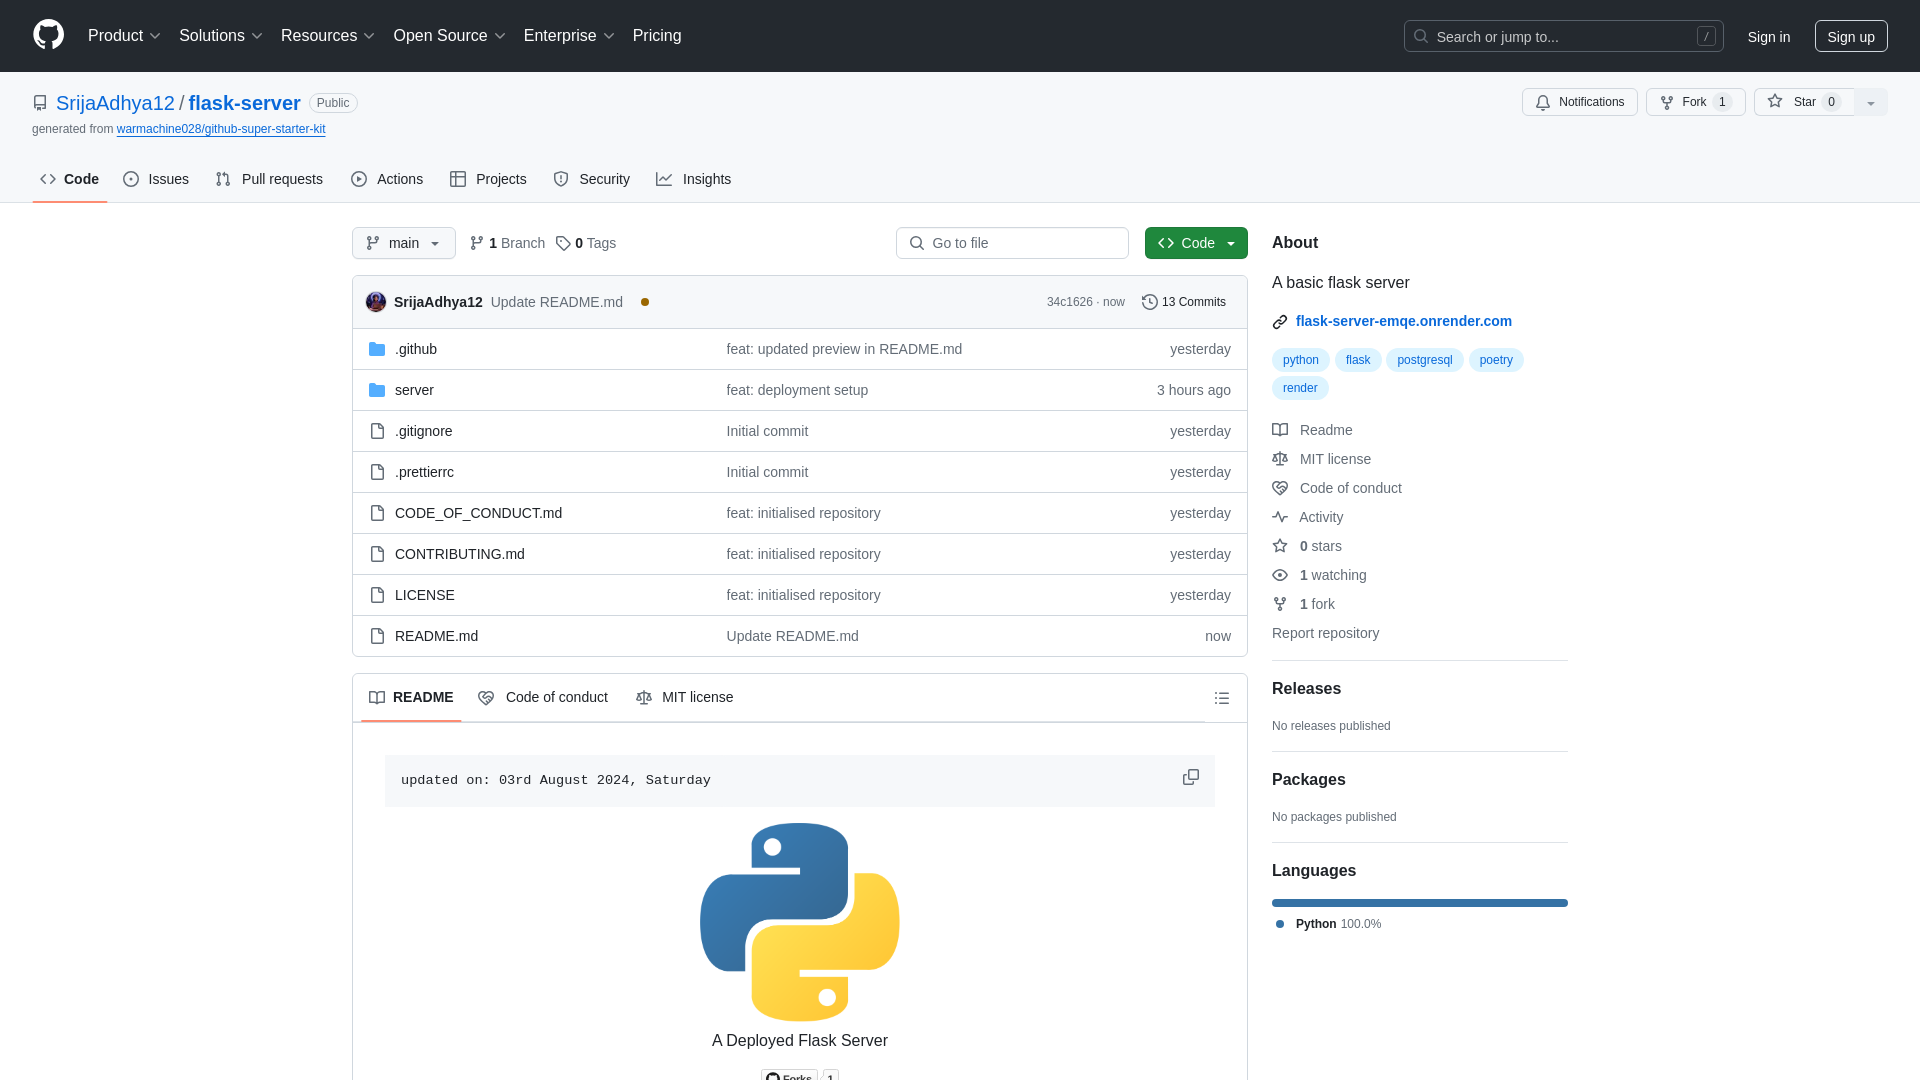 Product Solutions Resources Open Source Enterprise Pricing Search or jump to... / Sign in Sign up
SrijaAdhya12 / flask-server Public Notifications Fork 1 Star 0
generated from warmachine028/github-super-starter-kit
Code Issues Pull requests Actions Projects Security Insights
main 1 Branch 0 Tags Go to file Code
SrijaAdhya12 Update README.md 34c1626 · now 13 Commits
.github feat: updated preview in README.md yesterday
server feat: deployment setup 3 hours ago
.gitignore Initial commit yesterday
.prettierrc Initial commit yesterday
CODE_OF_CONDUCT.md feat: initialised repository yesterday
CONTRIBUTING.md feat: initialised repository yesterday
LICENSE feat: initialised repository yesterday
README.md Update README.md now
README Code of conduct MIT license
updated on: 03rd August 2024, Saturday
A Deployed Flask Server
Forks 1
About
A basic flask server
flask-server-emqe.onrender.com
python flask postgresql poetry
render
Readme
MIT license
Code of conduct
Activity
0 stars
1 watching
1 fork
Report repository
Releases
No releases published
Packages
No packages published
Languages
Python 100.0%